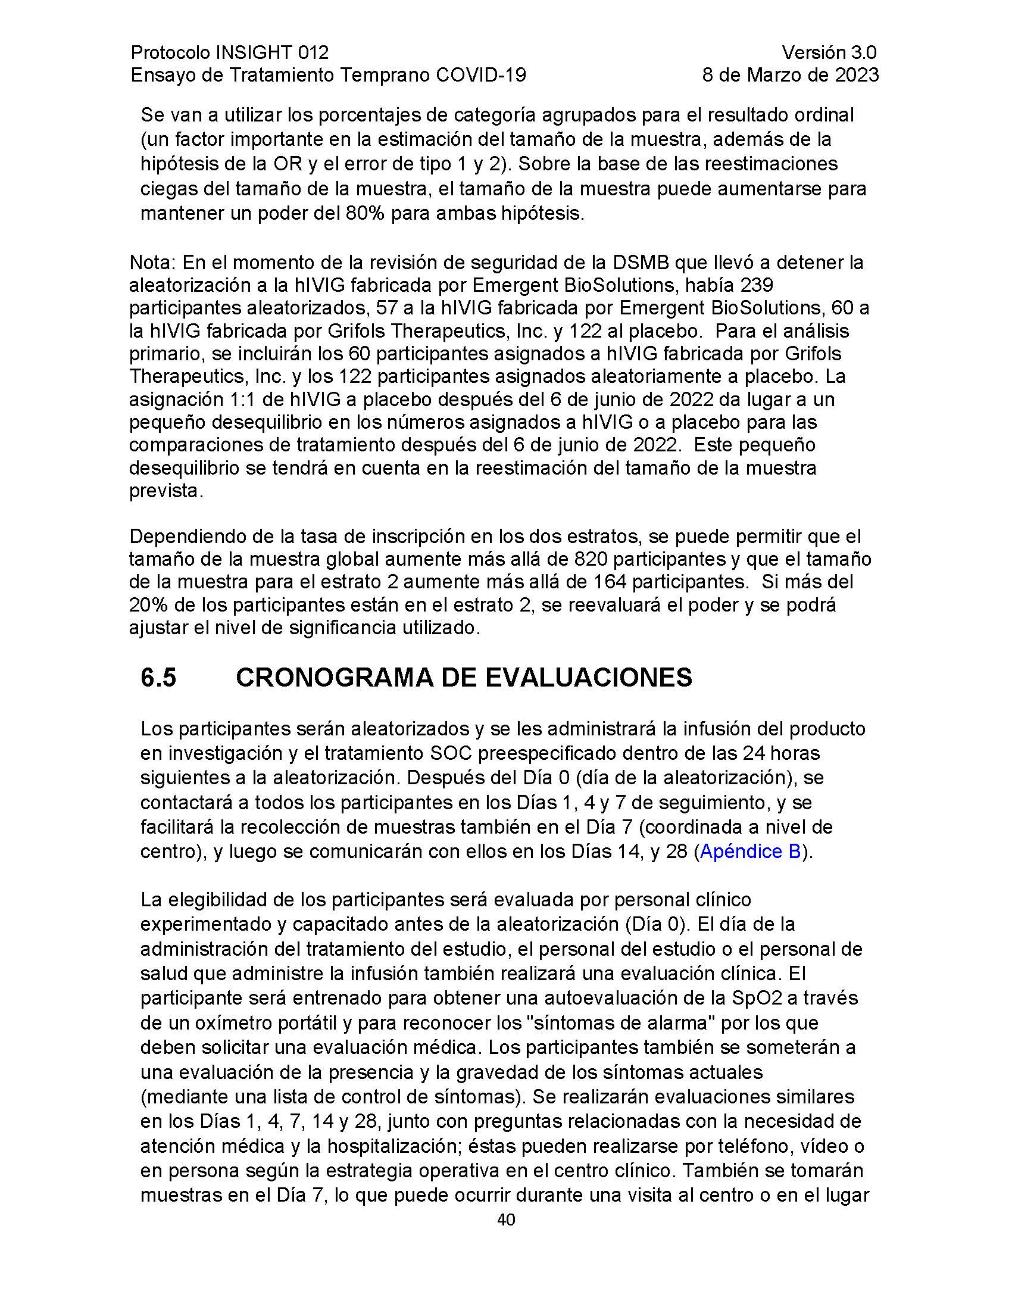 Protocolo INSIGHT 012 Versión 3.0
Ensayo de Tratamiento Temprano COVID-19 8 de Marzo de 2023
Se van a utilizar los porcentajes de categoría agrupados para el resultado ordinal
(un factor importante en la estimación del tamaño de la muestra, además de la
hipótesis de la OR y el error de tipo 1 y 2). Sobre la base de las reestimaciones
ciegas del tamaño de la muestra, el tamaño de la muestra puede aumentarse para
mantener un poder del 80% para ambas hipótesis.
Nota: En el momento de la revisión de seguridad de la DSMB que llevó a detener la
aleatorización a la hIVIG fabricada por Emergent BioSolutions, había 239
participantes aleatorizados, 57 a la hIVIG fabricada por Emergent BioSolutions, 60 a
la hIVIG fabricada por Grifols Therapeutics, Inc. y 122 al placebo.  Para el análisis
primario, se incluirán los 60 participantes asignados a hIVIG fabricada por Grifols
Therapeutics, Inc. y los 122 participantes asignados aleatoriamente a placebo. La
asignación 1:1 de hIVIG a placebo después del 6 de junio de 2022 da lugar a un
pequeño desequilibrio en los números asignados a hIVIG o a placebo para las
comparaciones de tratamiento después del 6 de junio de 2022.  Este pequeño
desequilibrio se tendrá en cuenta en la reestimación del tamaño de la muestra
prevista.
Dependiendo de la tasa de inscripción en los dos estratos, se puede permitir que el
tamaño de la muestra global aumente más allá de 820 participantes y que el tamaño
de la muestra para el estrato 2 aumente más allá de 164 participantes.  Si más del
20% de los participantes están en el estrato 2, se reevaluará el poder y se podrá
ajustar el nivel de significancia utilizado.
6.5 CRONOGRAMA DE EVALUACIONES
Los participantes serán aleatorizados y se les administrará la infusión del producto
en investigación y el tratamiento SOC preespecificado dentro de las 24 horas
siguientes a la aleatorización. Después del Día 0 (día de la aleatorización), se
contactará a todos los participantes en los Días 1, 4 y 7 de seguimiento, y se
facilitará la recolección de muestras también en el Día 7 (coordinada a nivel de
centro), y luego se comunicarán con ellos en los Días 14, y 28 (Apéndice B).
La elegibilidad de los participantes será evaluada por personal clínico
experimentado y capacitado antes de la aleatorización (Día 0). El día de la
administración del tratamiento del estudio, el personal del estudio o el personal de
salud que administre la infusión también realizará una evaluación clínica. El
participante será entrenado para obtener una autoevaluación de la SpO2 a través
de un oxímetro portátil y para reconocer los "síntomas de alarma" por los que
deben solicitar una evaluación médica. Los participantes también se someterán a
una evaluación de la presencia y la gravedad de los síntomas actuales
(mediante una lista de control de síntomas). Se realizarán evaluaciones similares
en los Días 1, 4, 7, 14 y 28, junto con preguntas relacionadas con la necesidad de
atención médica y la hospitalización; éstas pueden realizarse por teléfono, vídeo o
en persona según la estrategia operativa en el centro clínico. También se tomarán
muestras en el Día 7, lo que puede ocurrir durante una visita al centro o en el lugar
40